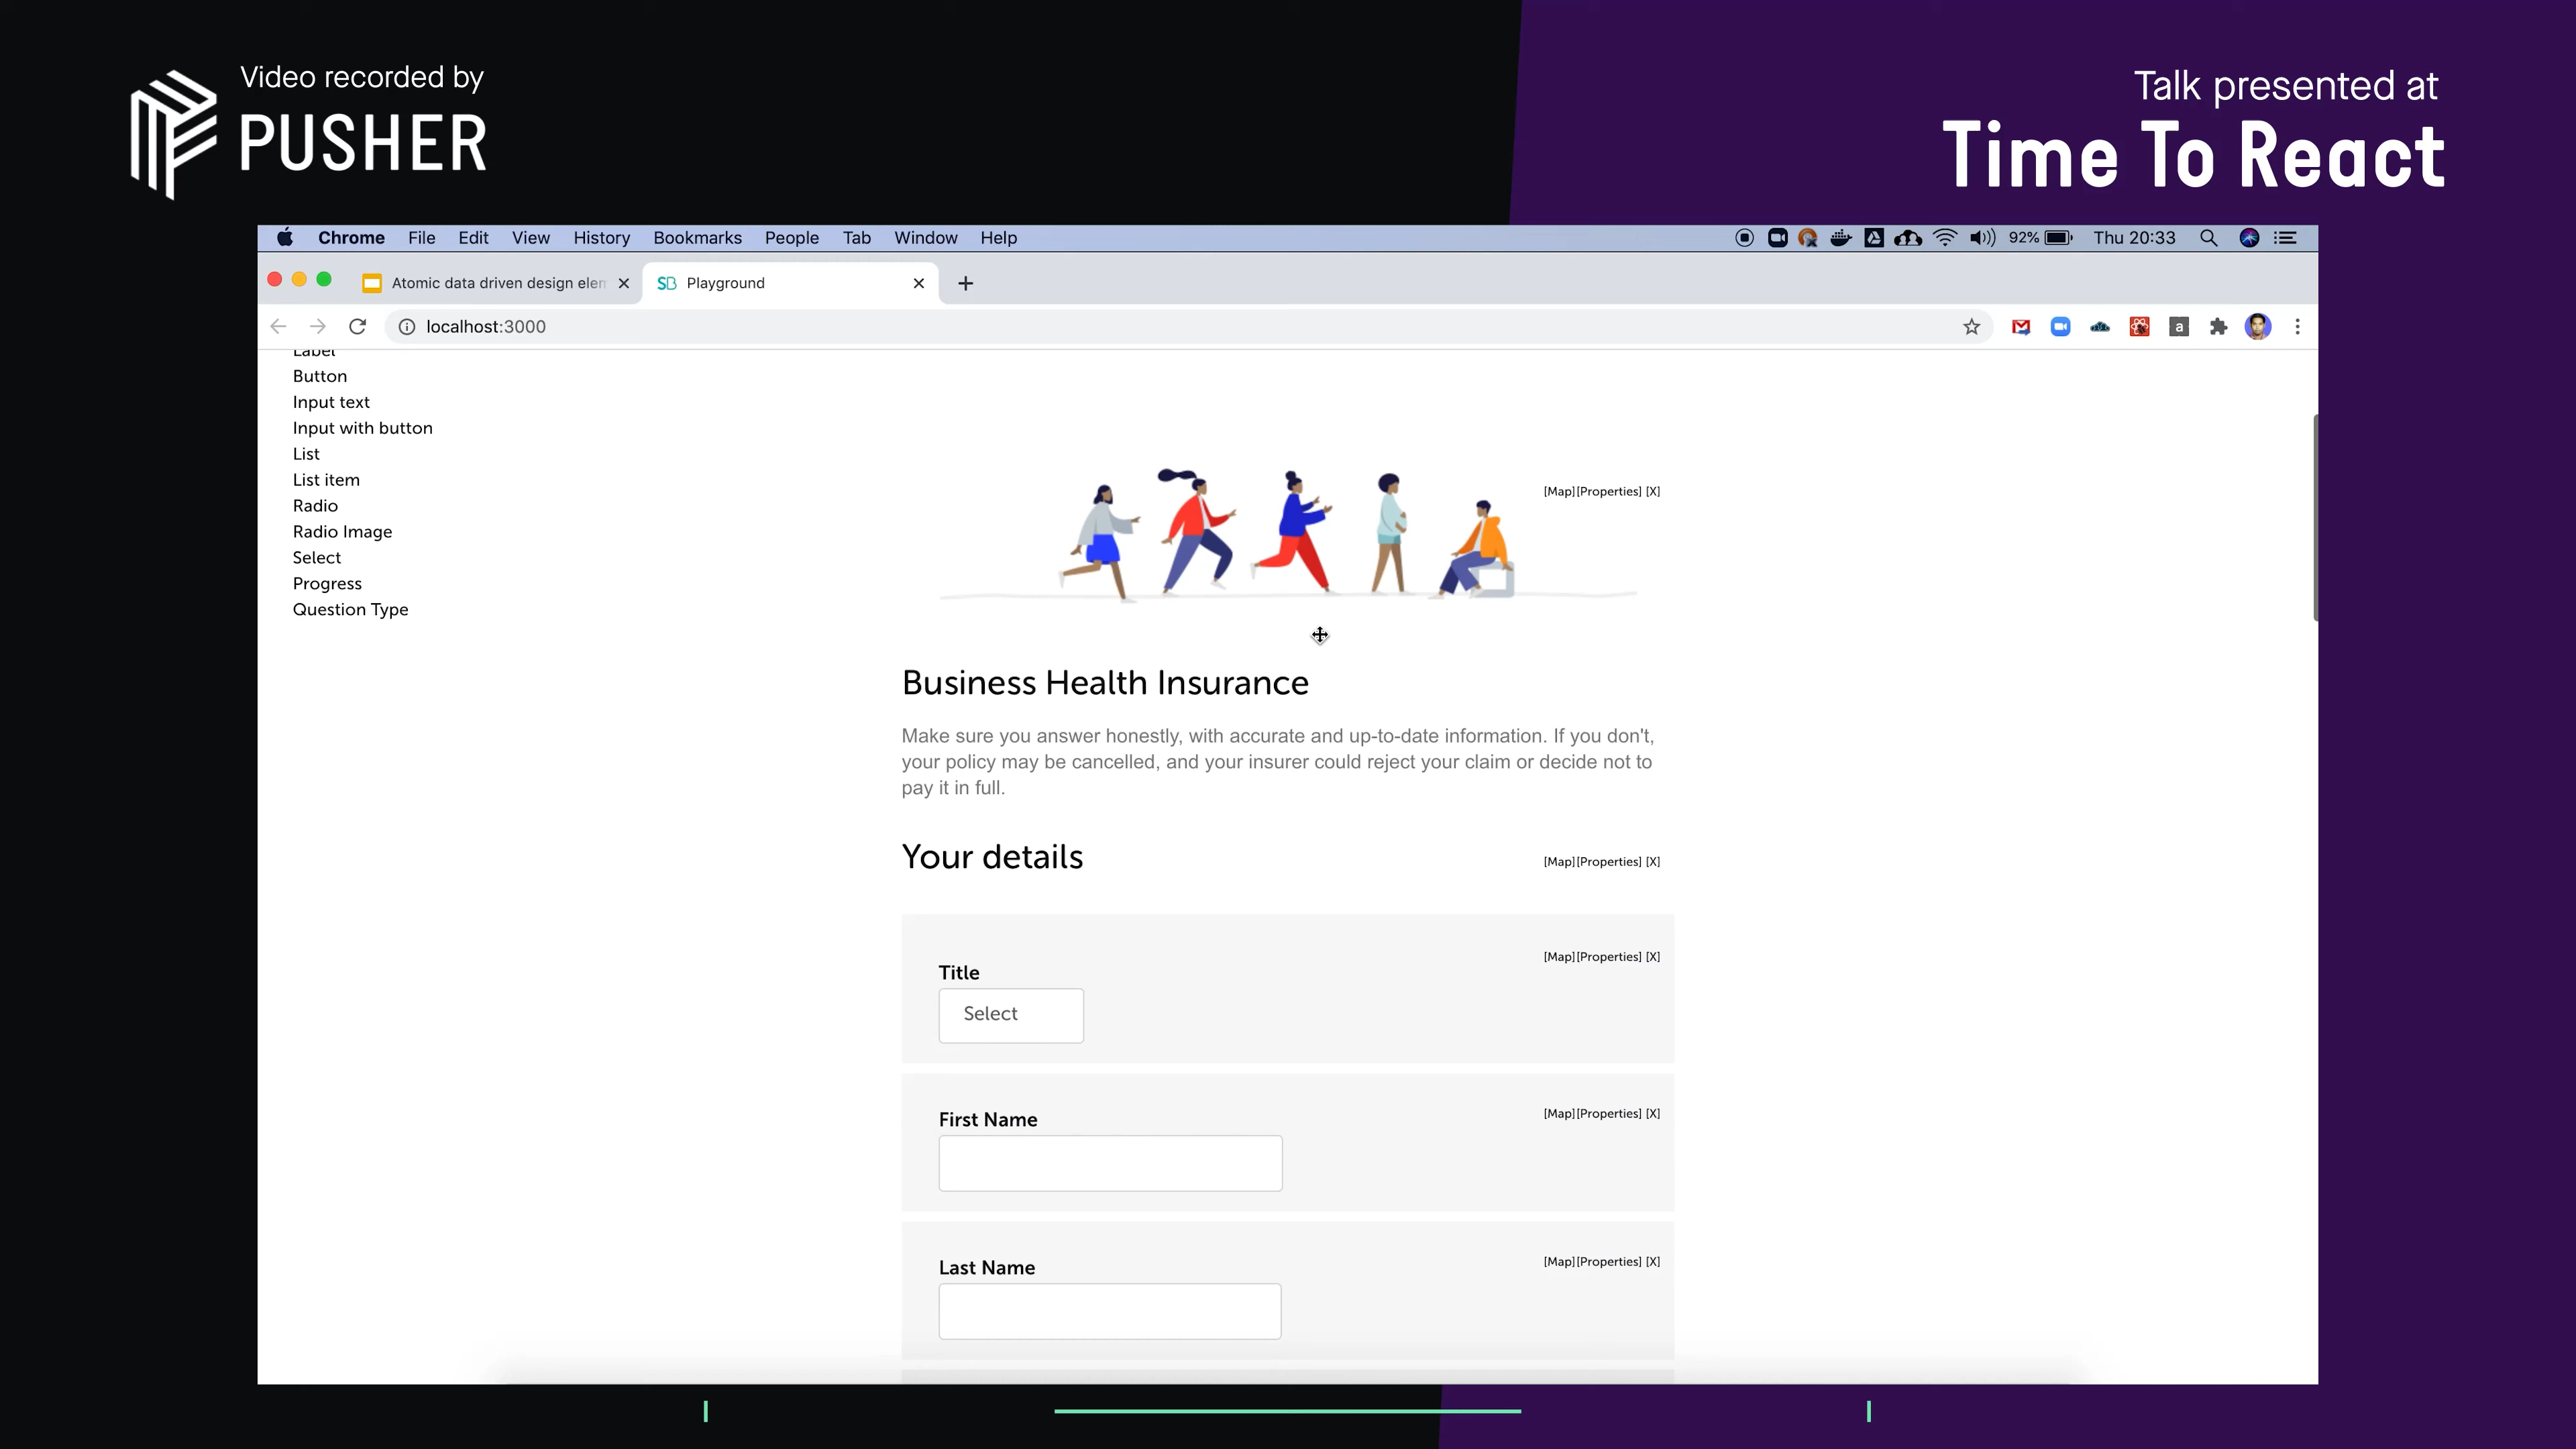 Video recorded by
PUSHER
Talk presented at
Time To React
Chrome File Edit View History Bookmarks People Tab Window Help 92% Thu 20:33
Atomic data driven design elem
SB Playground
localhost:3000
a
Label
Button
Input text
Input with button
List
List item
Radio
Radio Image
Select
Progress
Question Type
[Map][Properties] [X]
Business Health Insurance
Make sure you answer honestly, with accurate and up-to-date information. If you don't,
your policy may be cancelled, and your insurer could reject your claim or decide not to
pay it in full.
Your details [Map][Properties] [X]
[Map][Properties] [X]
Title
Select
First Name [Map][Properties] [X]
Last Name [Map][Properties] [X]